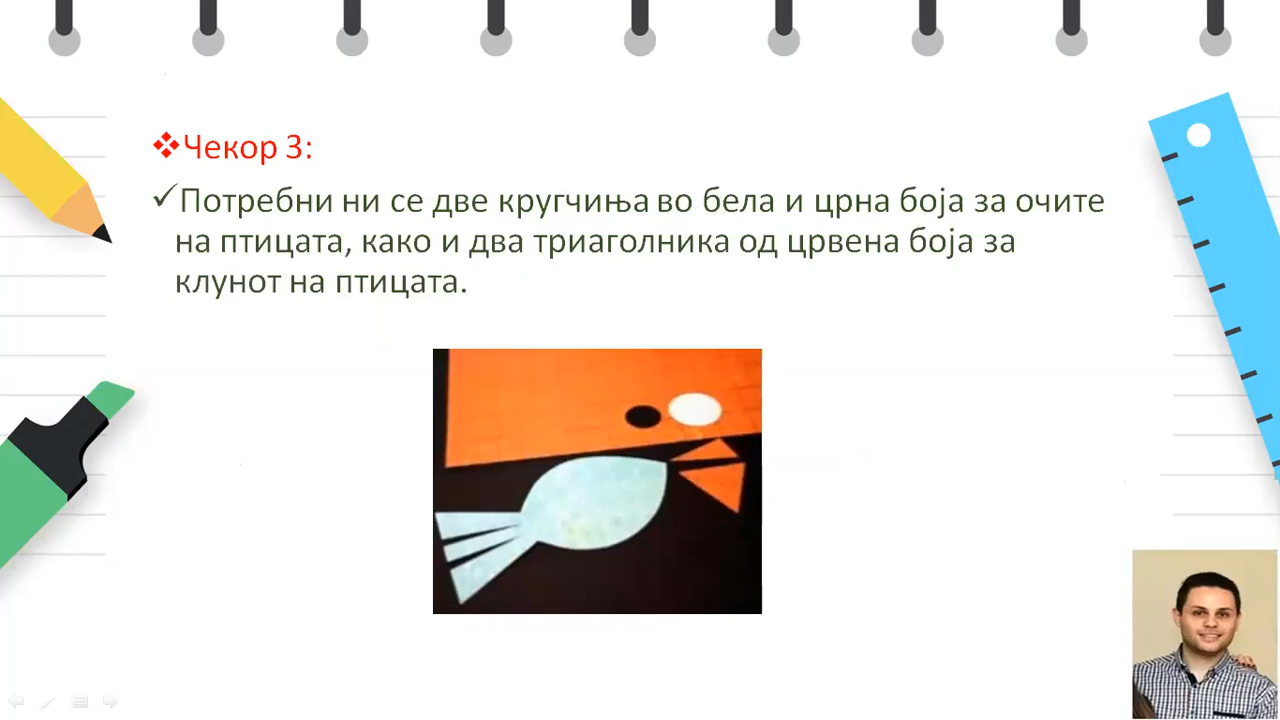 Чекор 3:
Потребни ни се две кругчиња во бела и црна боја за очите
на птицата, како и два триаголника од црвена боја за
клунот на птицата.